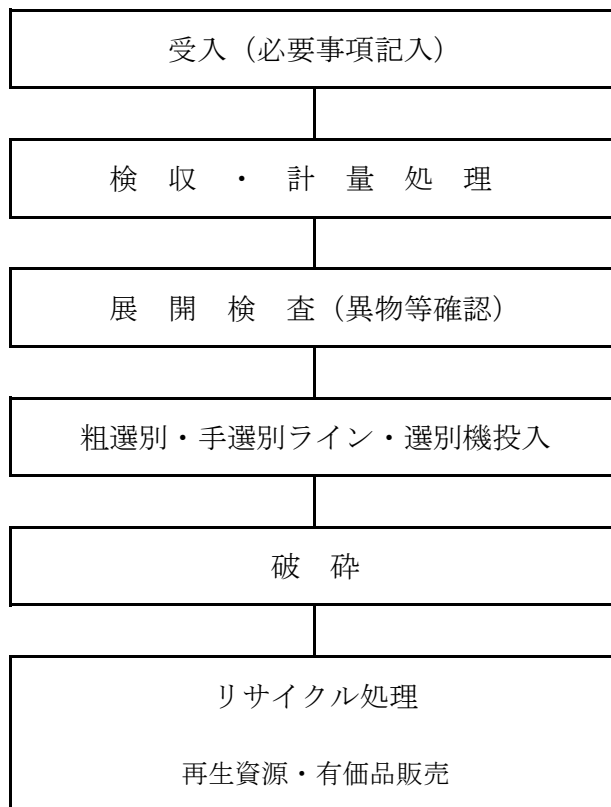 受入（必要事項記入）
検　収　・　計　量　処　理
展　開　検　査（異物等確認）
粗選別・手選別ライン・選別機投入
破　砕
リサイクル処理
再生資源・有価品販売